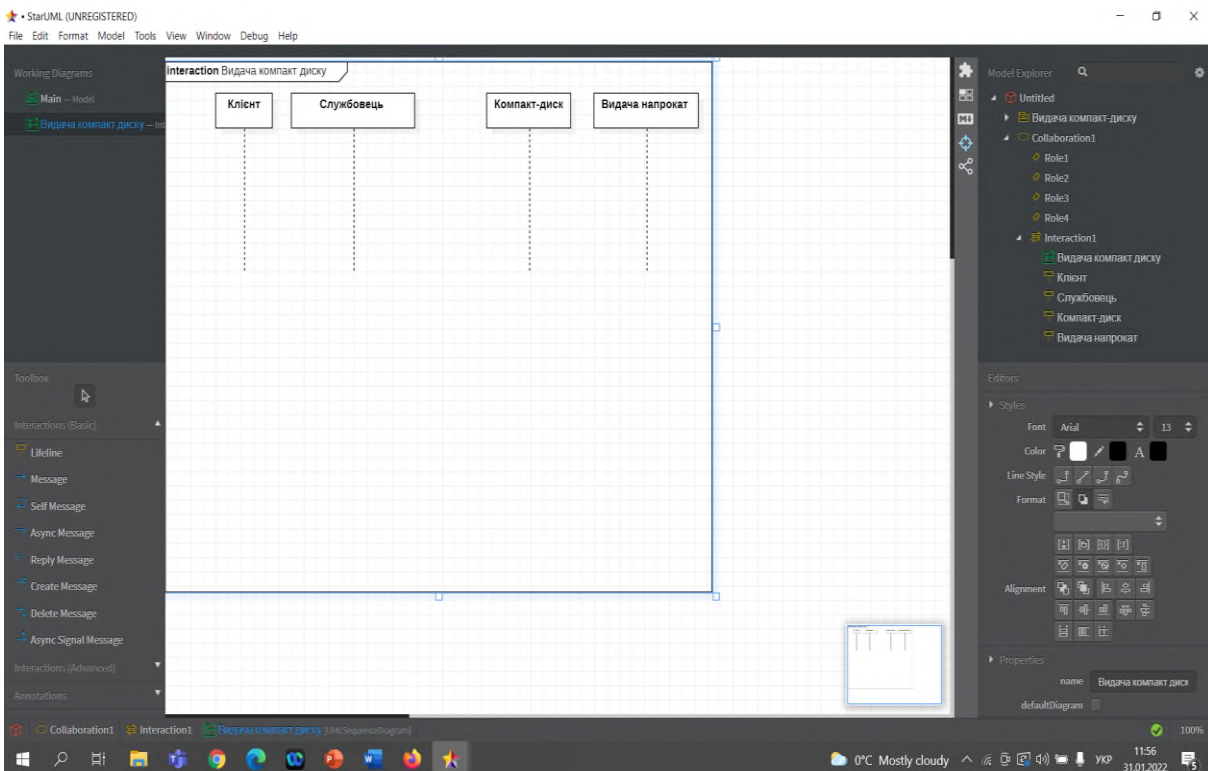 • StarUML (UNREGISTERED)
File Edit Format Model Tools View Window Debug Help
Working Diagrams
Main — Model
Видача компакт диску — Int
interaction Видача компакт диску
Клієнт
Службовець
Компакт-диск
Видача напрокат
Toolbox
Interactions (Basic)
Lifeline
Message
Self Message
Async Message
Reply Message
Create Message
Delete Message
Async Signal Message
Interactions (Advanced)
Annotations
Model Explorer
Untitled
Видача компакт-диску
Collaboration1
Role1
Role2
Role3
Role4
Interaction1
Видача компакт диску
Клієнт
Службовець
Компакт-диск
Видача напрокат
Editors
Styles
Font Arial 13
Color A
Line Style
Format
Alignment
Properties
name Видача компакт диск
defaultDiagram
Collaboration1 Interaction1 Видача компакт диску [UMLSequenceDiagram] 100%
0°C Mostly cloudy УКР 11:56
31.01.2022